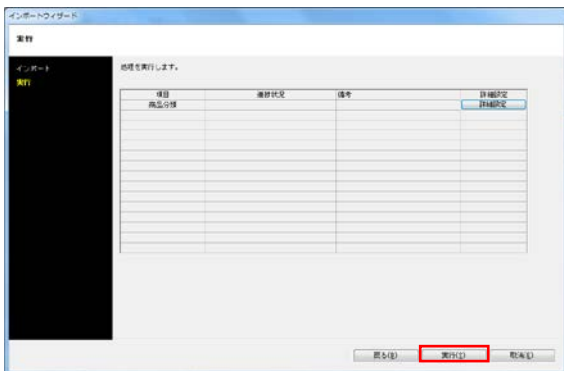 インポートウィザード
実行
インポート
実行
処理を実行します。
項目 進捗状況 備考 詳細設定
商品分類 詳細設定
戻る(B) 実行(E) 取消(C)